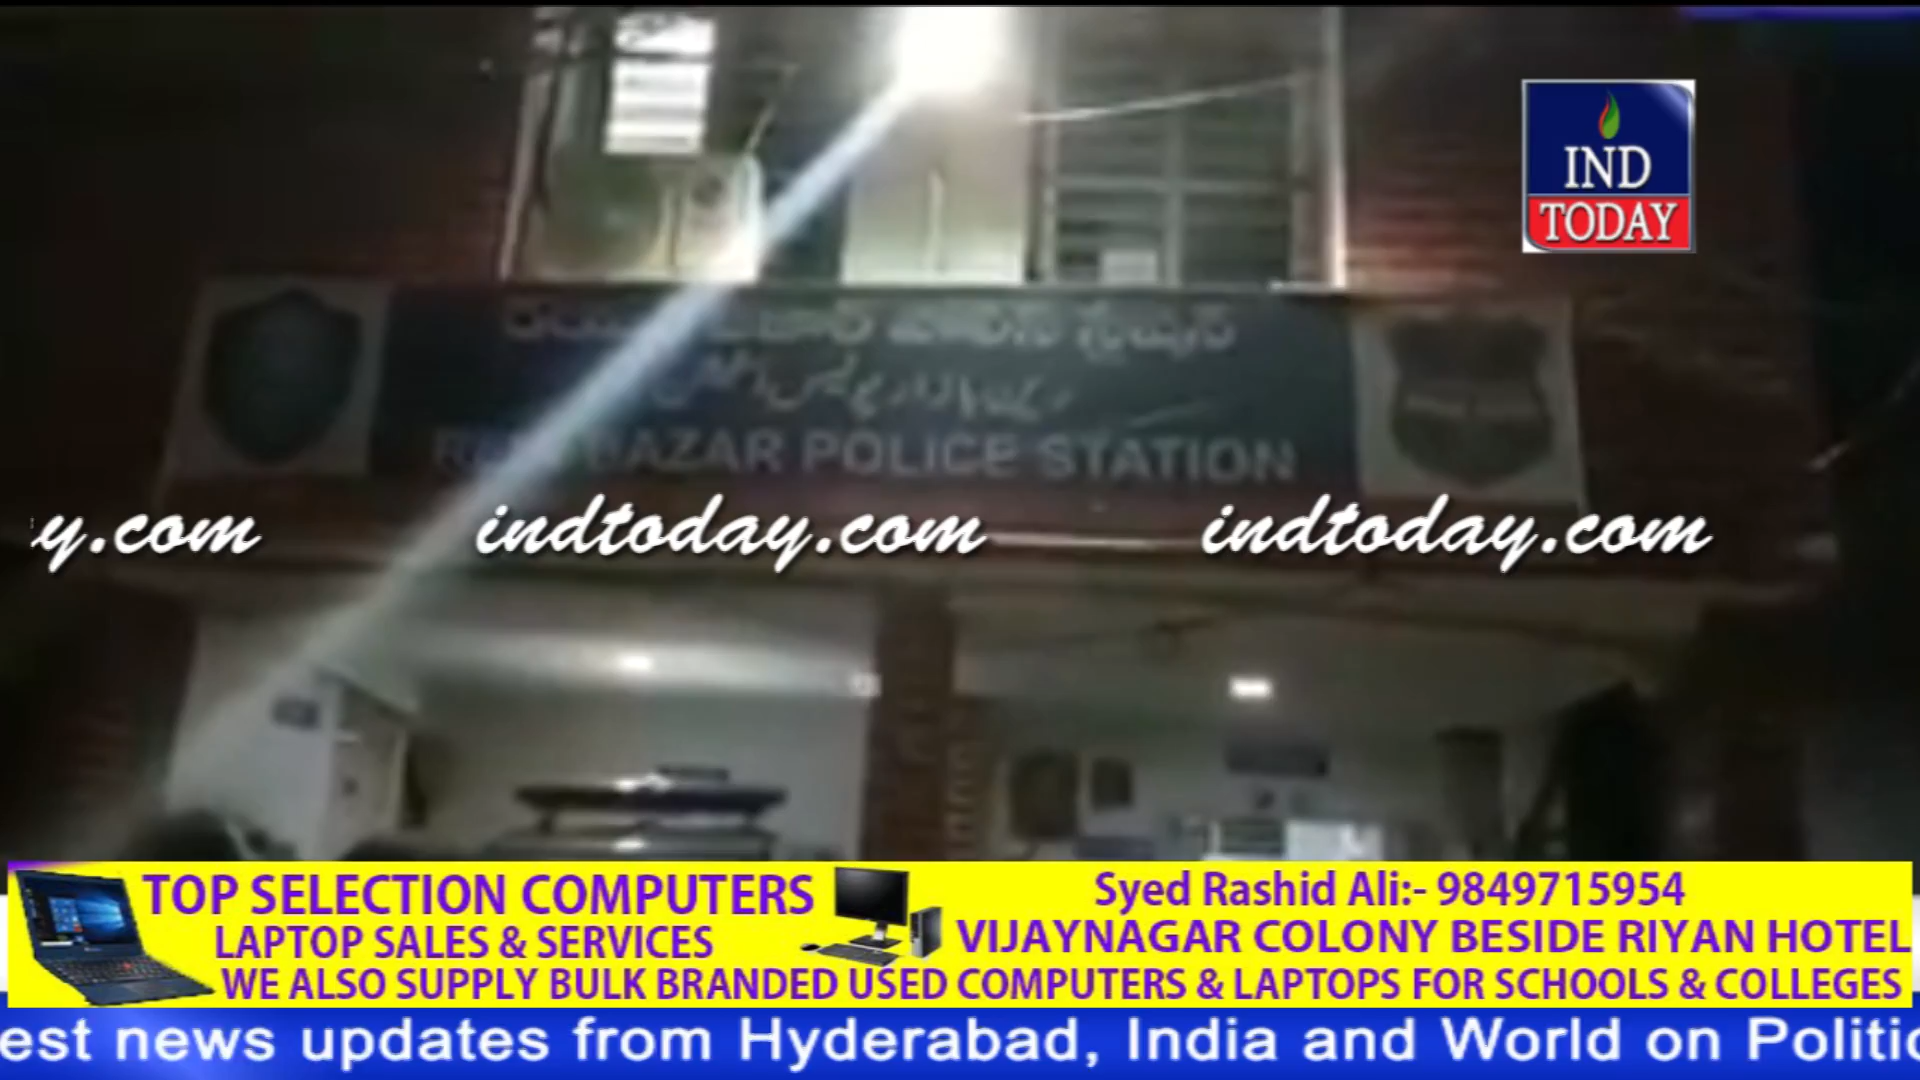 IND
TODAY
BAZAR POLICE STATION
y.com indtoday.com indtoday.com
TOP SELECTION COMPUTERS
LAPTOP SALES & SERVICES
Syed Rashid Ali:- 9849715954
VIJAYNAGAR COLONY BESIDE RIYAN HOTEL
WE ALSO SUPPLY BULK BRANDED USED COMPUTERS & LAPTOPS FOR SCHOOLS & COLLEGES
est news updates from Hyderabad, India and World on Politic